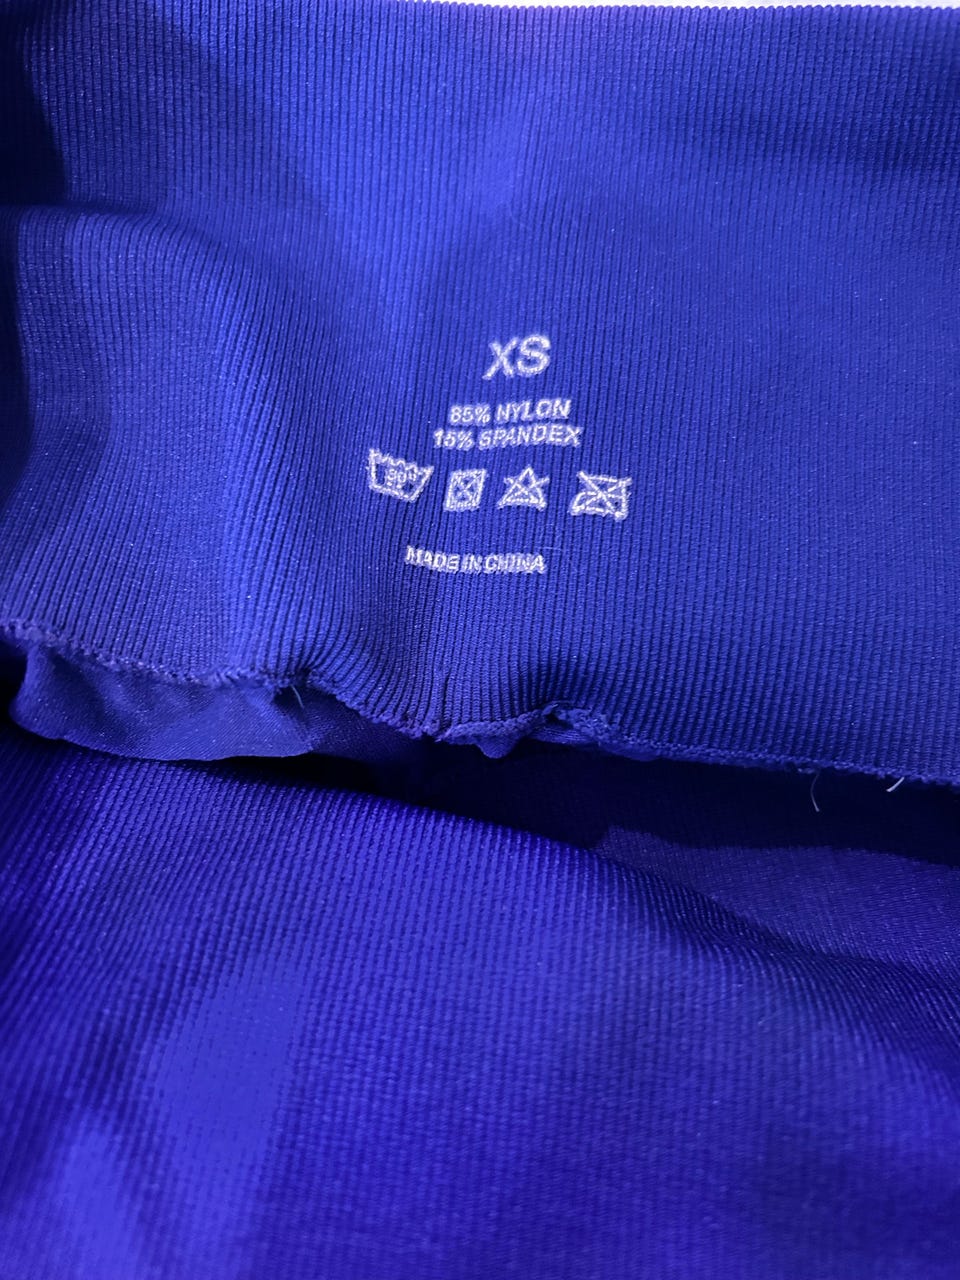 XS
85% NYLON
15% SPANDEX
30°
MADE IN CHINA